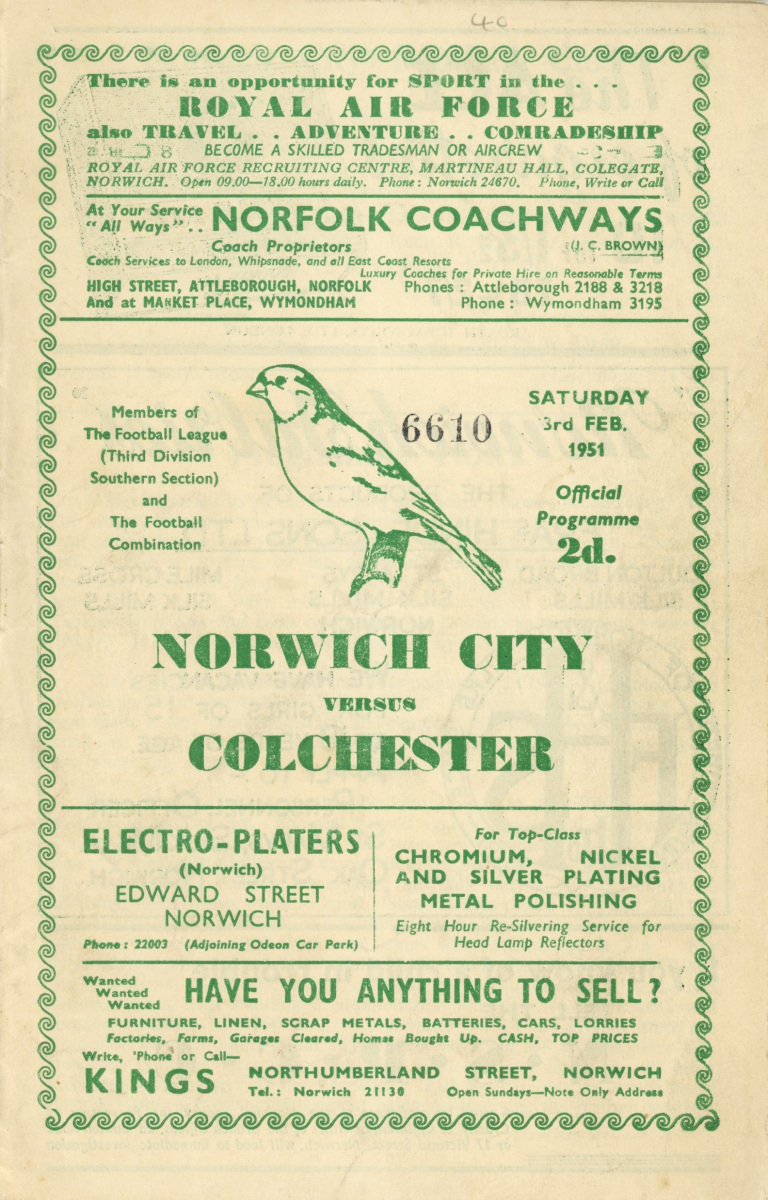 40
There is an opportunity for SPORT in the . . .
ROYAL AIR FORCE
also TRAVEL . . ADVENTURE . . COMRADESHIP
BECOME A SKILLED TRADESMAN OR AIRCREW
ROYAL AIR FORCE RECRUITING CENTRE, MARTINEAU HALL, COLEGATE,
NORWICH. Open 09.00—18.00 hours daily. Phone: Norwich 24670. Phone, Write or Call
At Your Service
"All Ways" . .
NORFOLK COACHWAYS
Coach Proprietors
(J. C. BROWN)
Coach Services to London, Whipsnade, and all East Coast Resorts
Luxury Coaches for Private Hire on Reasonable Terms
HIGH STREET, ATTLEBOROUGH, NORFOLK Phones : Attleborough 2188 & 3218
And at MARKET PLACE, WYMONDHAM Phone : Wymondham 3195
Members of
The Football League
(Third Division
Southern Section)
and
The Football
Combination
6610
SATURDAY
3rd FEB.
1951
Official
Programme
2d.
NORWICH CITY
VERSUS
COLCHESTER
ELECTRO-PLATERS
(Norwich)
EDWARD STREET
NORWICH
Phone : 22003 (Adjoining Odeon Car Park)
For Top-Class
CHROMIUM, NICKEL
AND SILVER PLATING
METAL POLISHING
Eight Hour Re-Silvering Service for
Head Lamp Reflectors
Wanted
Wanted
Wanted
HAVE YOU ANYTHING TO SELL?
FURNITURE, LINEN, SCRAP METALS, BATTERIES, CARS, LORRIES
Factories, Farms, Garages Cleared, Homes Bought Up. CASH, TOP PRICES
Write, 'Phone or Call—
KINGS
NORTHUMBERLAND STREET, NORWICH
Tel.: Norwich 21130 Open Sundays—Note Only Address